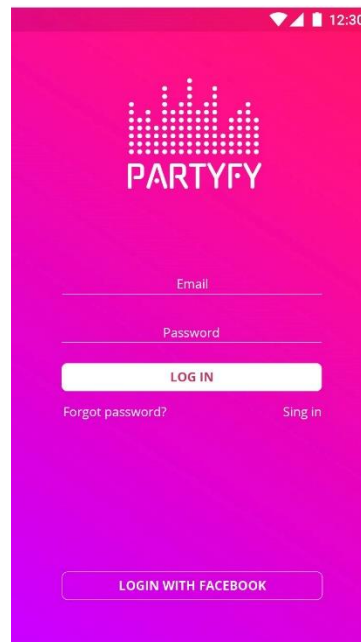 12:30
PARTYFY
Email
Password
LOG IN
Forgot password? Sing in
LOGIN WITH FACEBOOK